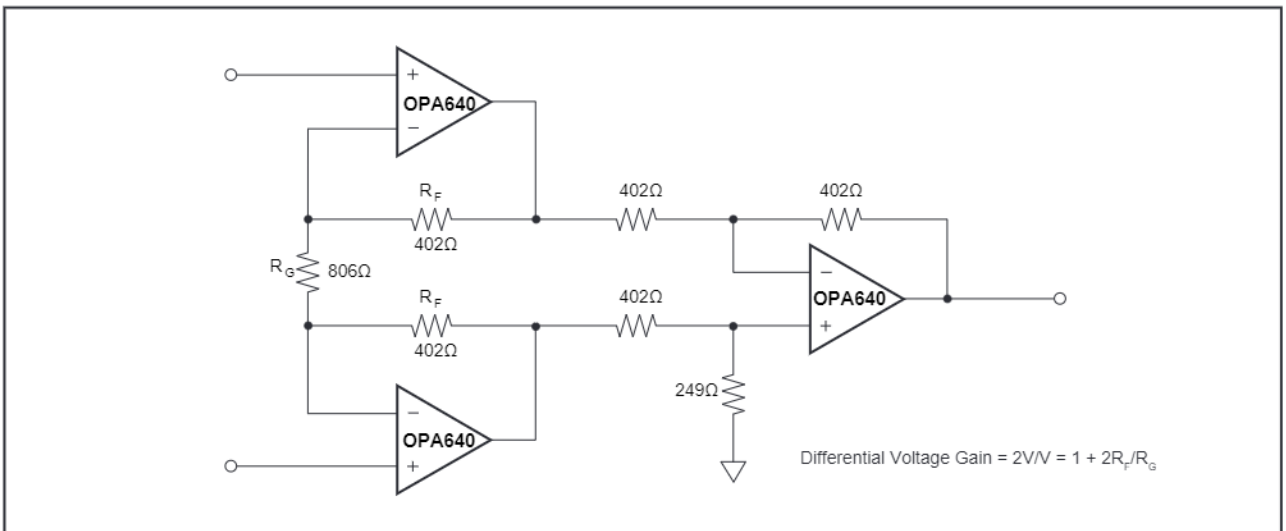 +
OPA640
−
R_F
402Ω
402Ω
402Ω
R_G
806Ω
R_F
402Ω
402Ω
−
OPA640
+
249Ω
−
OPA640
+
Differential Voltage Gain = 2V/V = 1 + 2R_F/R_G